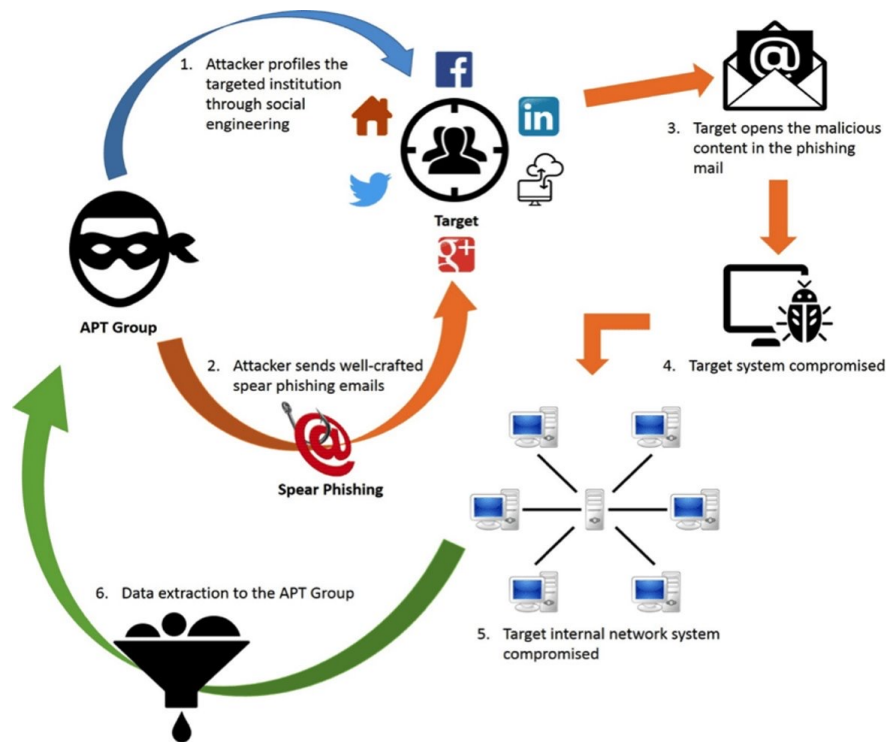 1. Attacker profiles the
targeted institution
through social
engineering
f
in
Target
g+
@
3. Target opens the malicious
content in the phishing
mail
APT Group
2. Attacker sends well-crafted
spear phishing emails
@
Spear Phishing
4. Target system compromised
5. Target internal network system
compromised
6. Data extraction to the APT Group